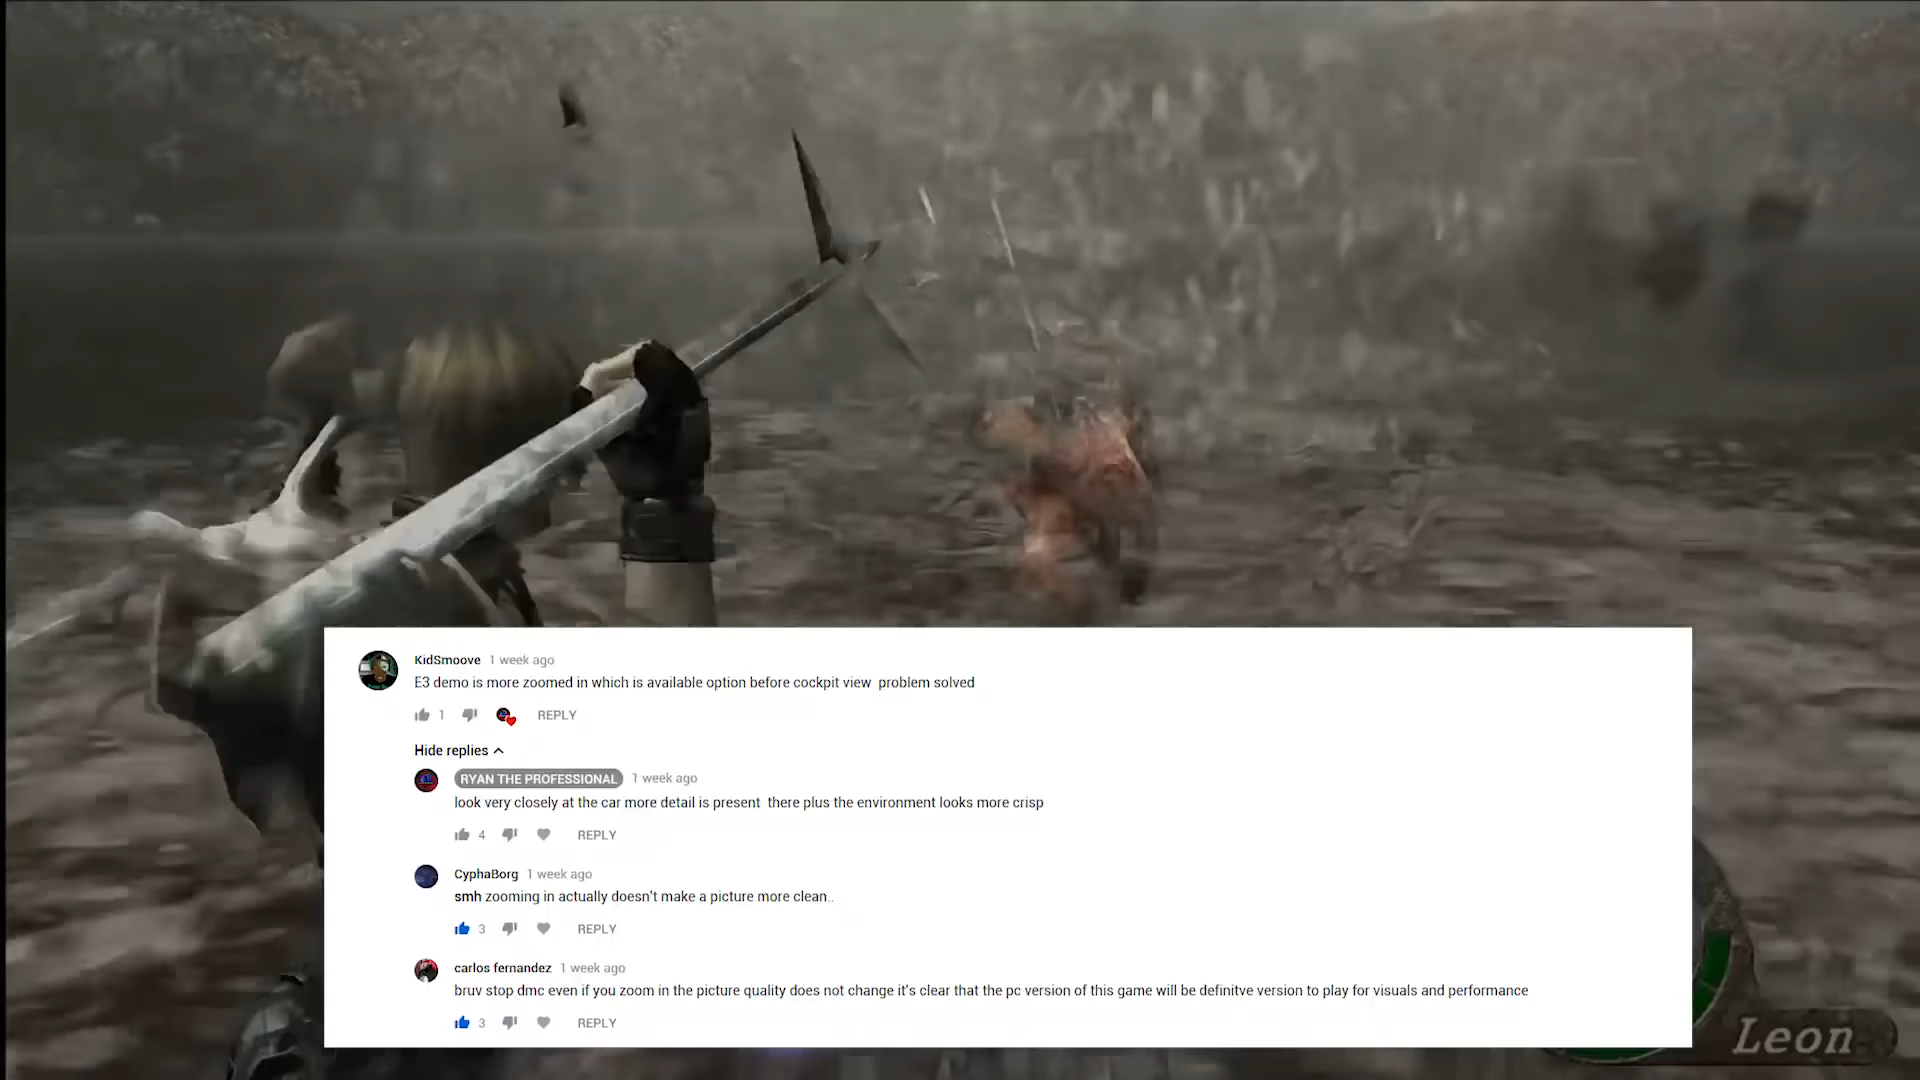 KidSmoove 1 week ago
E3 demo is more zoomed in which is available option before cockpit view problem solved
1 REPLY
Hide replies
RYAN THE PROFESSIONAL 1 week ago
look very closely at the car more detail is present there plus the environment looks more crisp
4 REPLY
CyphaBorg 1 week ago
smh zooming in actually doesn't make a picture more clean..
3 REPLY
carlos fernandez 1 week ago
bruv stop dmc even if you zoom in the picture quality does not change it's clear that the pc version of this game will be definitve version to play for visuals and performance
3 REPLY
Leon